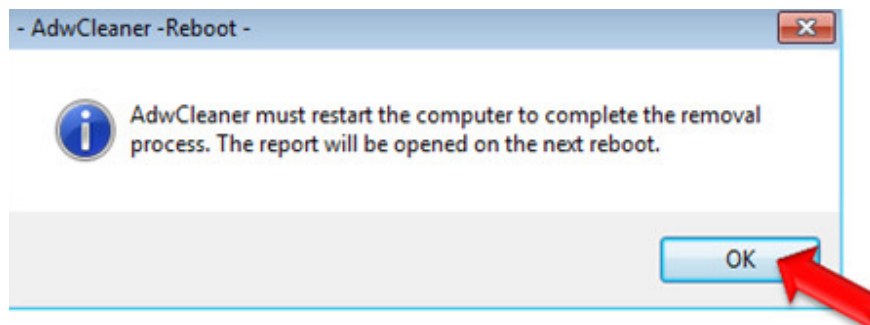 - AdwCleaner -Reboot -
AdwCleaner must restart the computer to complete the removal
process. The report will be opened on the next reboot.
OK